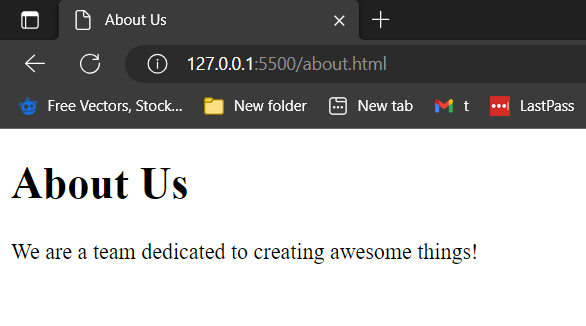 About Us
127.0.0.1:5500/about.html
Free Vectors, Stock... New folder New tab t LastPass
About Us
We are a team dedicated to creating awesome things!